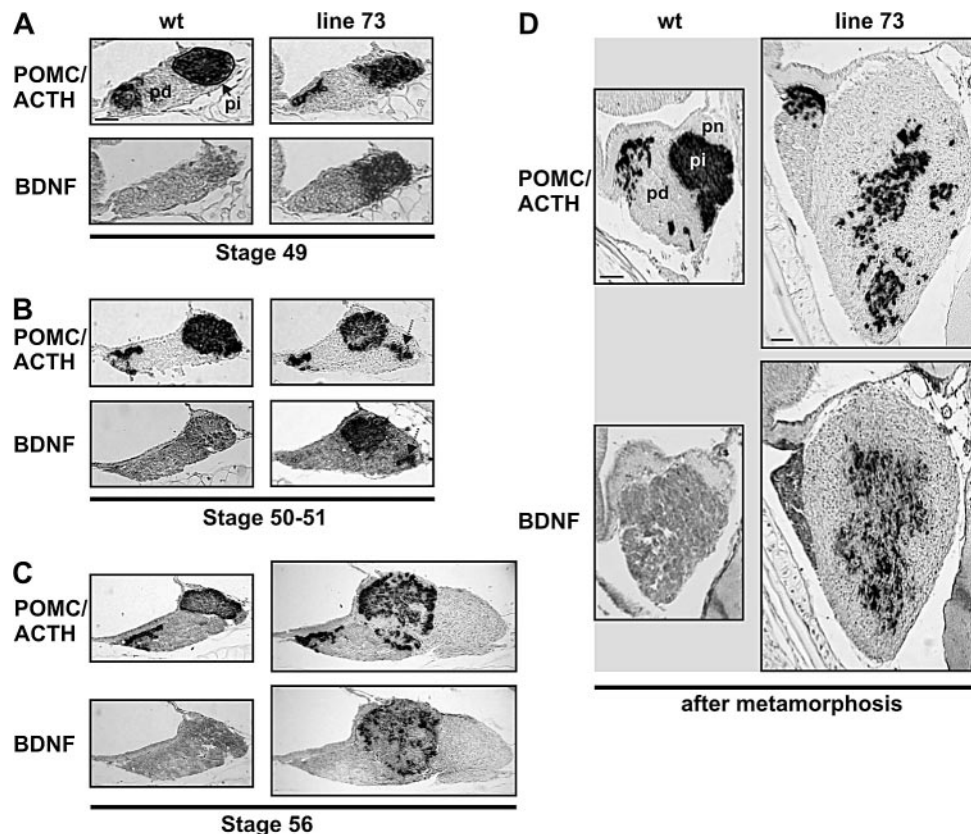 A
wt
line 73
POMC/
ACTH
pd
pi
BDNF
Stage 49
B
POMC/
ACTH
BDNF
Stage 50-51
C
POMC/
ACTH
BDNF
Stage 56
D
wt
line 73
POMC/
ACTH
pn
pi
pd
BDNF
after metamorphosis